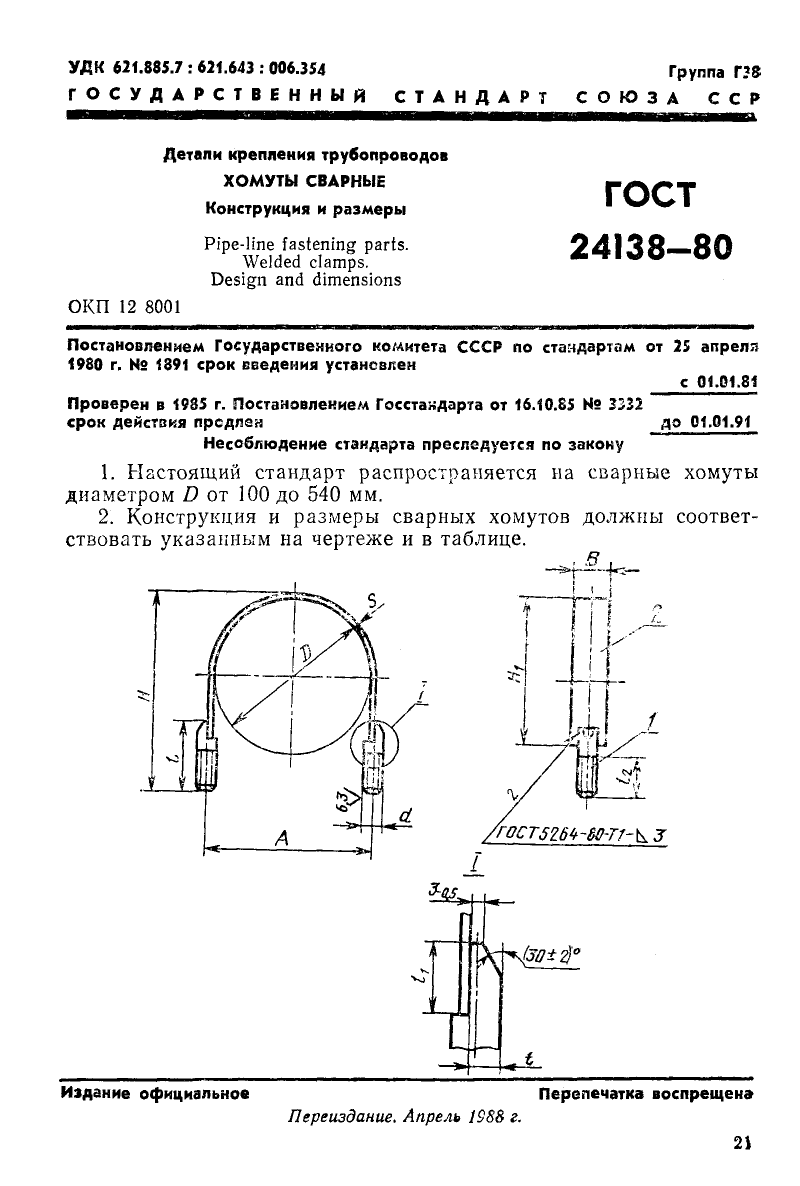 УДК 621.885.7 : 621.643 : 006.354
Группа Г38
ГОСУДАРСТВЕННЫЙ СТАНДАРТ СОЮЗА ССР
Детали крепления трубопроводов
ХОМУТЫ СВАРНЫЕ
Конструкция и размеры
Pipe-line fastening parts.
Welded clamps.
Design and dimensions
ГОСТ
24138—80
ОКП 12 8001
Постановлением Государственного комитета СССР по стандартам от 25 апреля
1980 г. № 1891 срок введения установлен
с 01.01.81
Проверен в 1985 г. Постановлением Госстандарта от 16.10.85 № 3332
срок действия продлен
до 01.01.91
Несоблюдение стандарта преследуется по закону
1. Настоящий стандарт распространяется на сварные хомуты
диаметром D от 100 до 540 мм.
2. Конструкция и размеры сварных хомутов должны соответ-
ствовать указанным на чертеже и в таблице.
B
S
2
D
H
H1
I
1
l
l2
6,3
d
2
A
ГОСТ 5264-80-Т1-◺ 3
I
3-0,5
(30±2)°
l1
t
Издание официальное
Перепечатка воспрещена
Переиздание. Апрель 1988 г.
21